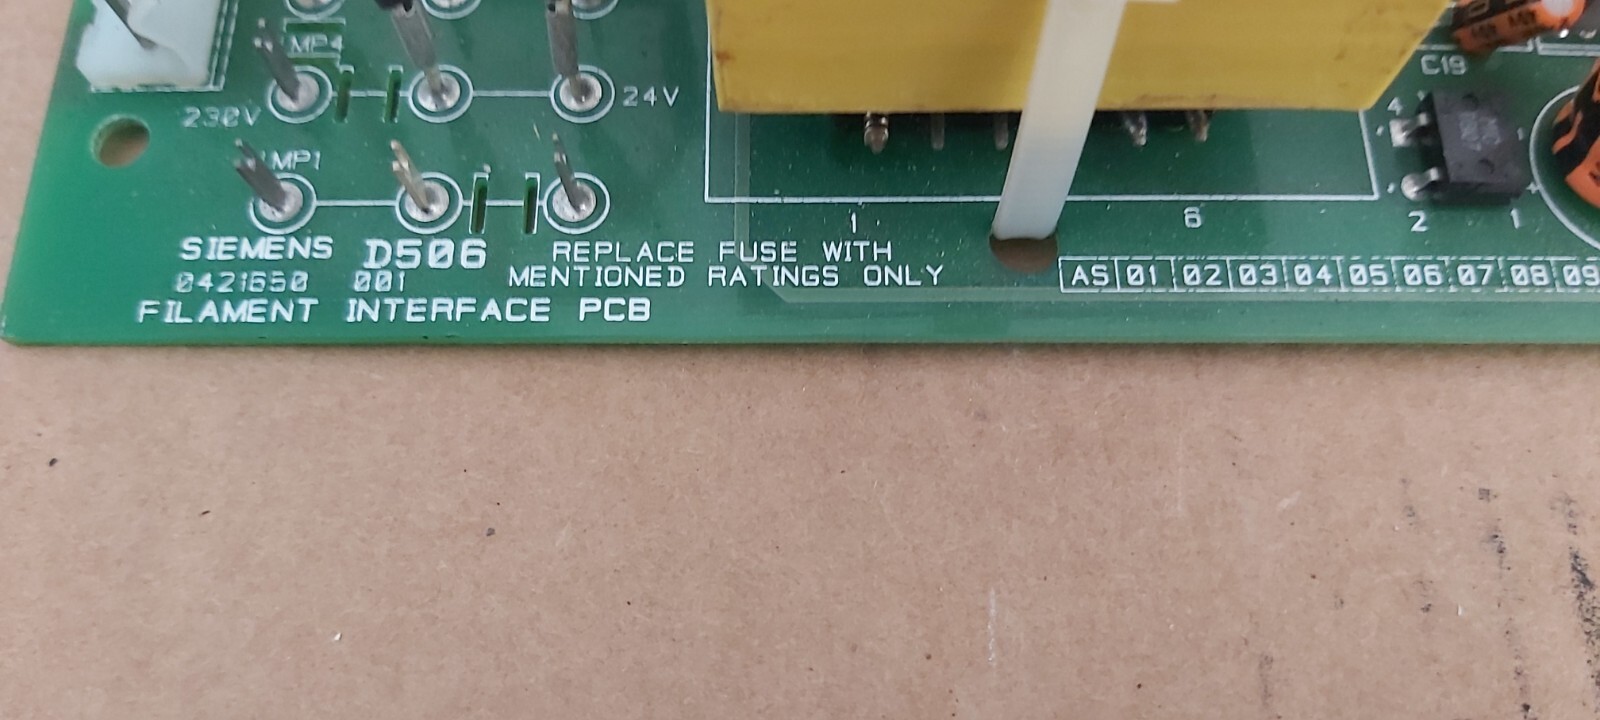 MP4
230V
24V
C19
4
MP1
1
6
2
1
SIEMENS D506 REPLACE FUSE WITH
0421650 001 MENTIONED RATINGS ONLY
AS 01 02 03 04 05 06 07 08 09
FILAMENT INTERFACE PCB